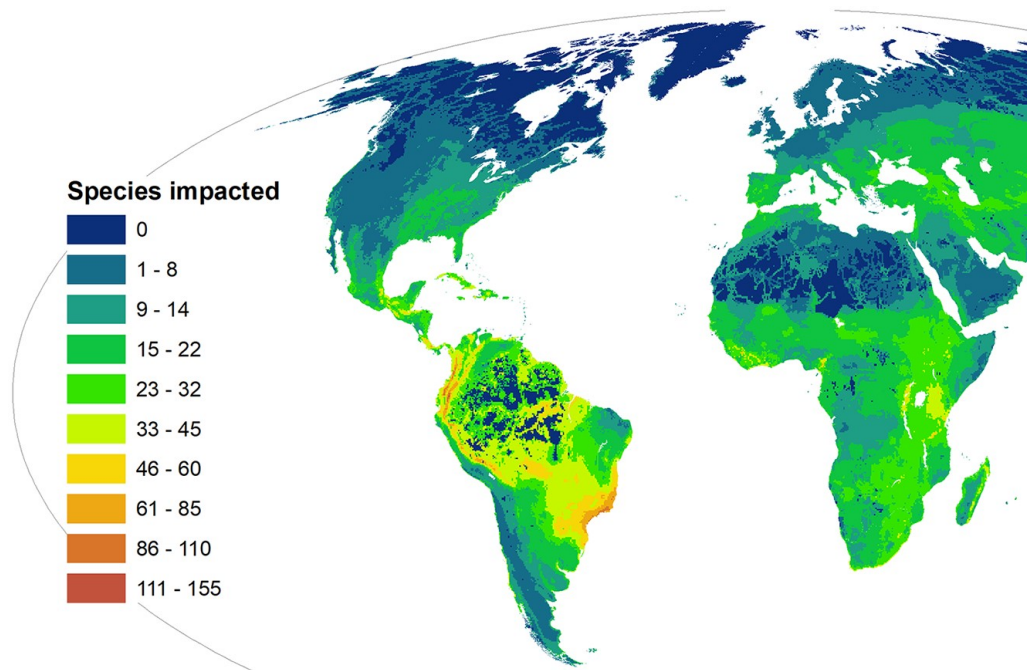 Species impacted
0
1 - 8
9 - 14
15 - 22
23 - 32
33 - 45
46 - 60
61 - 85
86 - 110
111 - 155